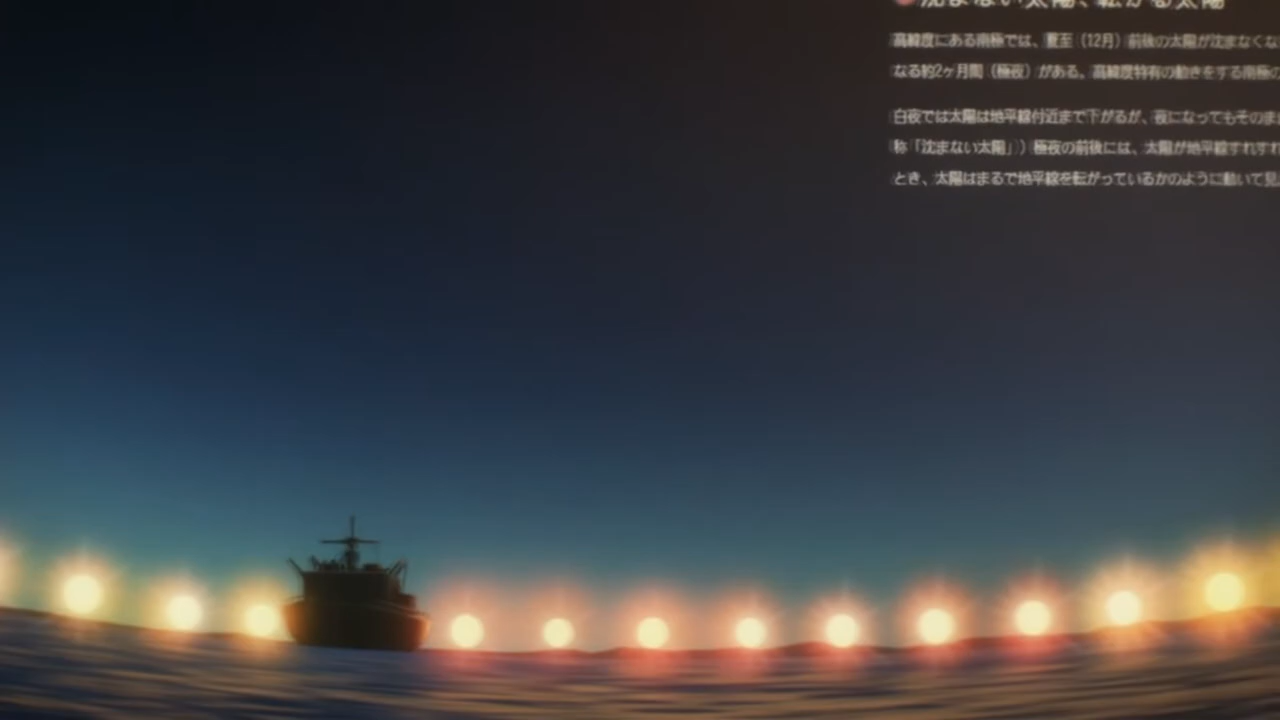 沈まない太陽、転がる太陽
高緯度にある南極では、夏至（12月）前後の太陽が沈まなくな
なる約2ヶ月間（極夜）がある。高緯度特有の動きをする南極の
白夜では太陽は地平線付近まで下がるが、夜になってもそのまま
称「沈まない太陽」）極夜の前後には、太陽が地平線すれすれ
とき、太陽はまるで地平線を転がっているかのように動いて見